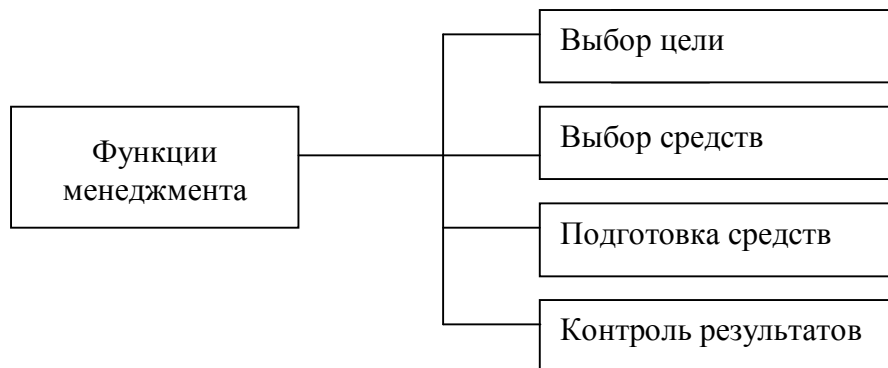 Выбор цели
Функции
менеджмента
Выбор средств
Подготовка средств
Контроль результатов